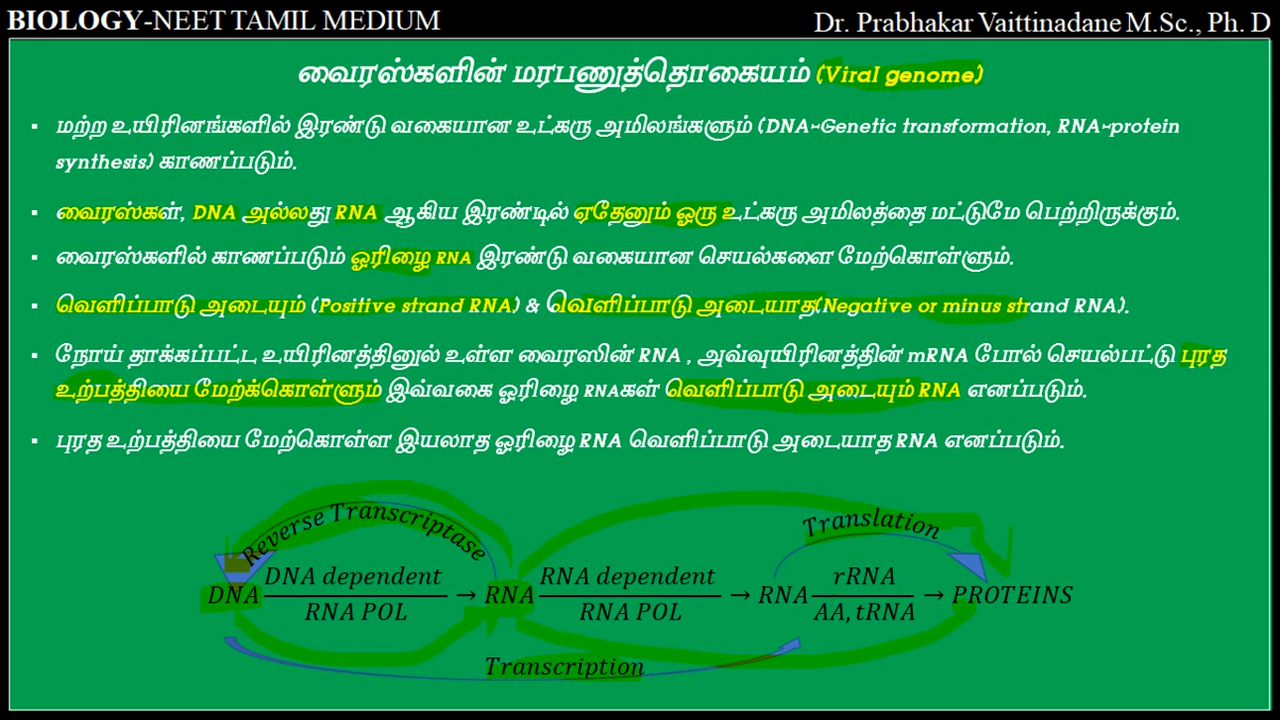 BIOLOGY-NEET TAMIL MEDIUM
Dr. Prabhakar Vaittinadane M.Sc., Ph. D
வைரஸ்களின் மரபணுத்தொகையம் (Viral genome)
▪ மற்ற உயிரினங்களில் இரண்டு வகையான உட்கரு அமிலங்களும் (DNA-Genetic transformation, RNA-protein
synthesis) காணப்படும்.
▪ வைரஸ்கள், DNA அல்லது RNA ஆகிய இரண்டில் ஏதேனும் ஒரு உட்கரு அமிலத்தை மட்டுமே பெற்றிருக்கும்.
▪ வைரஸ்களில் காணப்படும் ஓரிழை RNA இரண்டு வகையான செயல்களை மேற்கொள்ளும்.
▪ வெளிப்பாடு அடையும் (Positive strand RNA) & வெளிப்பாடு அடையாத(Negative or minus strand RNA).
▪ நோய் தாக்கப்பட்ட உயிரினத்தினுல் உள்ள வைரஸின் RNA , அவ்வுயிரினத்தின் mRNA போல் செயல்பட்டு புரத
உற்பத்தியை மேற்க்கொள்ளும் இவ்வகை ஓரிழை RNAகள் வெளிப்பாடு அடையும் RNA எனப்படும்.
▪ புரத உற்பத்தியை மேற்கொள்ள இயலாத ஓரிழை RNA வெளிப்பாடு அடையாத RNA எனப்படும்.
Reverse Transcriptase
Translation
DNA DNA dependent / RNA POL → RNA RNA dependent / RNA POL → RNA rRNA / AA, tRNA → PROTEINS
Transcription